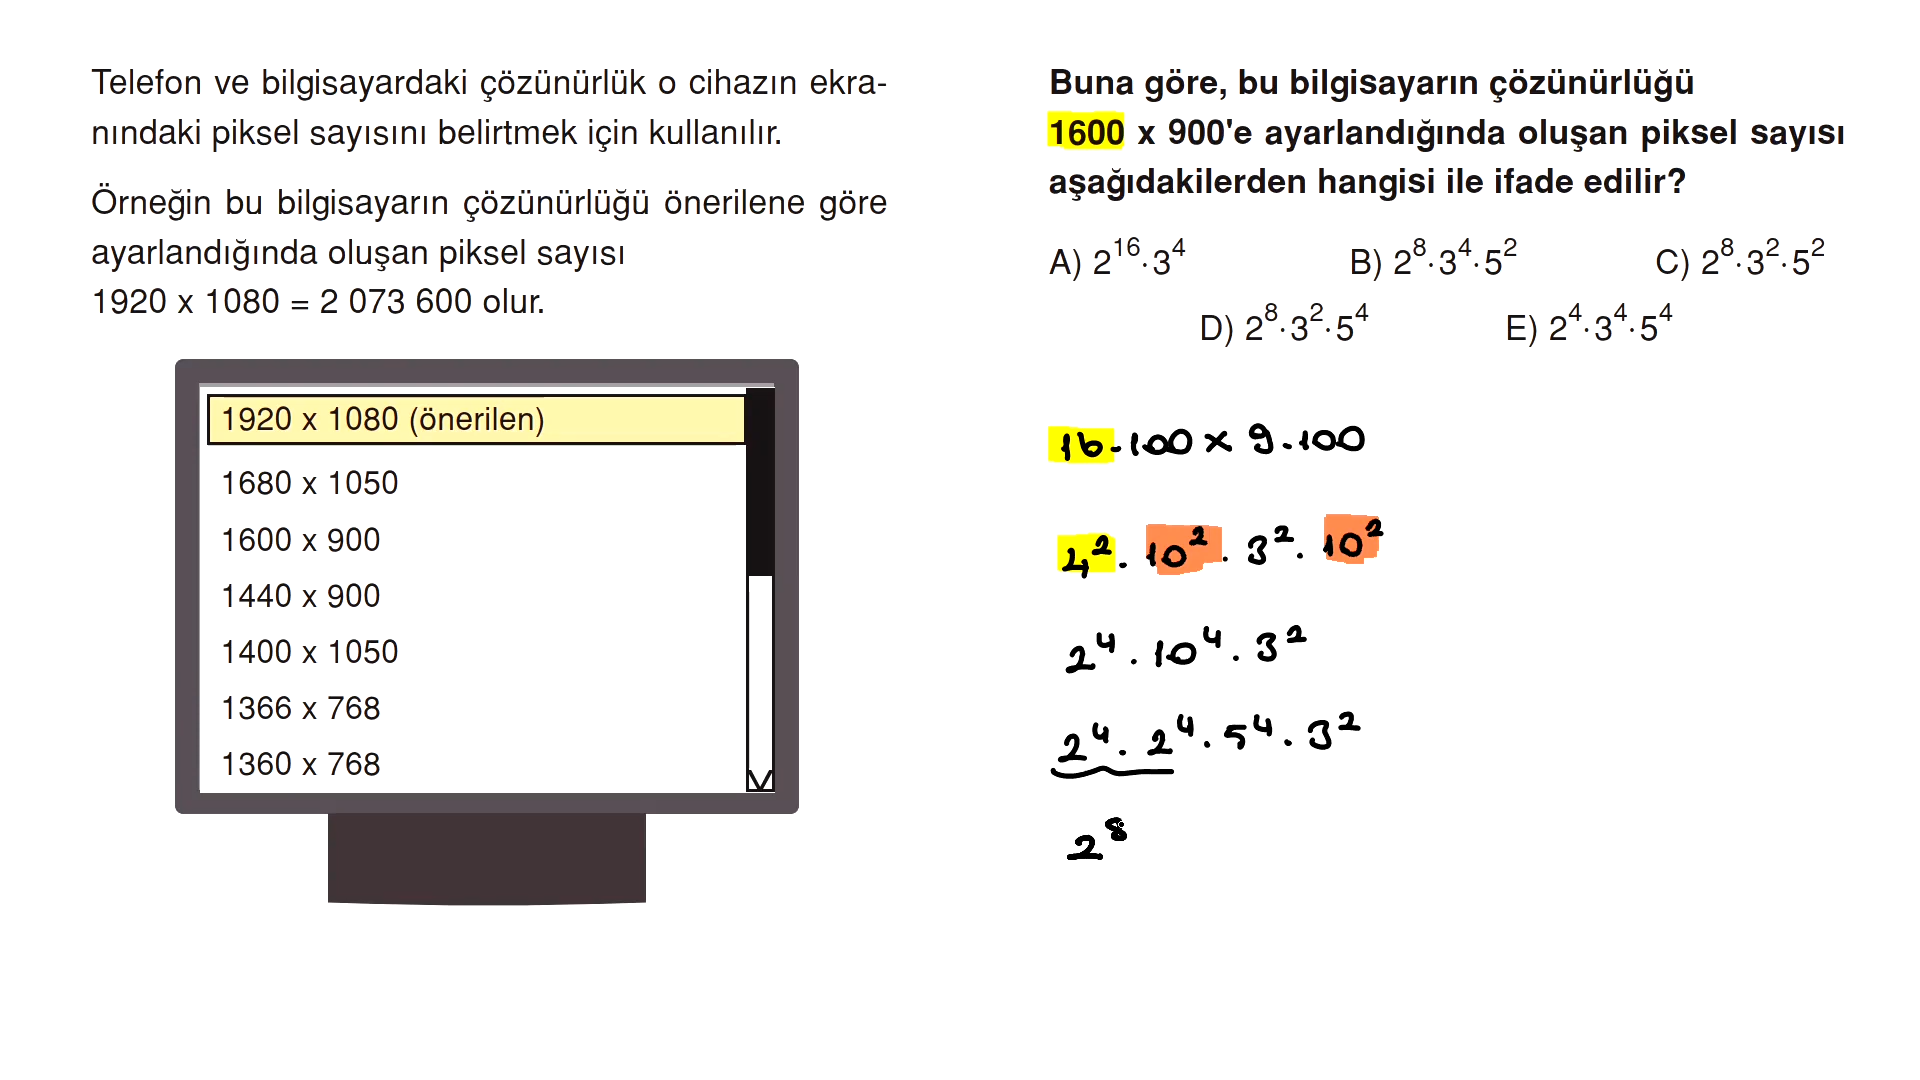 Telefon ve bilgisayardaki çözünürlük o cihazın ekra-
nındaki piksel sayısını belirtmek için kullanılır.
Örneğin bu bilgisayarın çözünürlüğü önerilene göre
ayarlandığında oluşan piksel sayısı
1920 x 1080 = 2 073 600 olur.
1920 x 1080 (önerilen)
1680 x 1050
1600 x 900
1440 x 900
1400 x 1050
1366 x 768
1360 x 768
Buna göre, bu bilgisayarın çözünürlüğü
1600 x 900'e ayarlandığında oluşan piksel sayısı
aşağıdakilerden hangisi ile ifade edilir?
A) 2¹⁶·3⁴ B) 2⁸·3⁴·5² C) 2⁸·3²·5²
D) 2⁸·3²·5⁴ E) 2⁴·3⁴·5⁴
16·100 x 9·100
4² · 10² · 3² · 10²
2⁴ · 10⁴ · 3²
2⁴ · 2⁴ · 5⁴ · 3²
2⁸